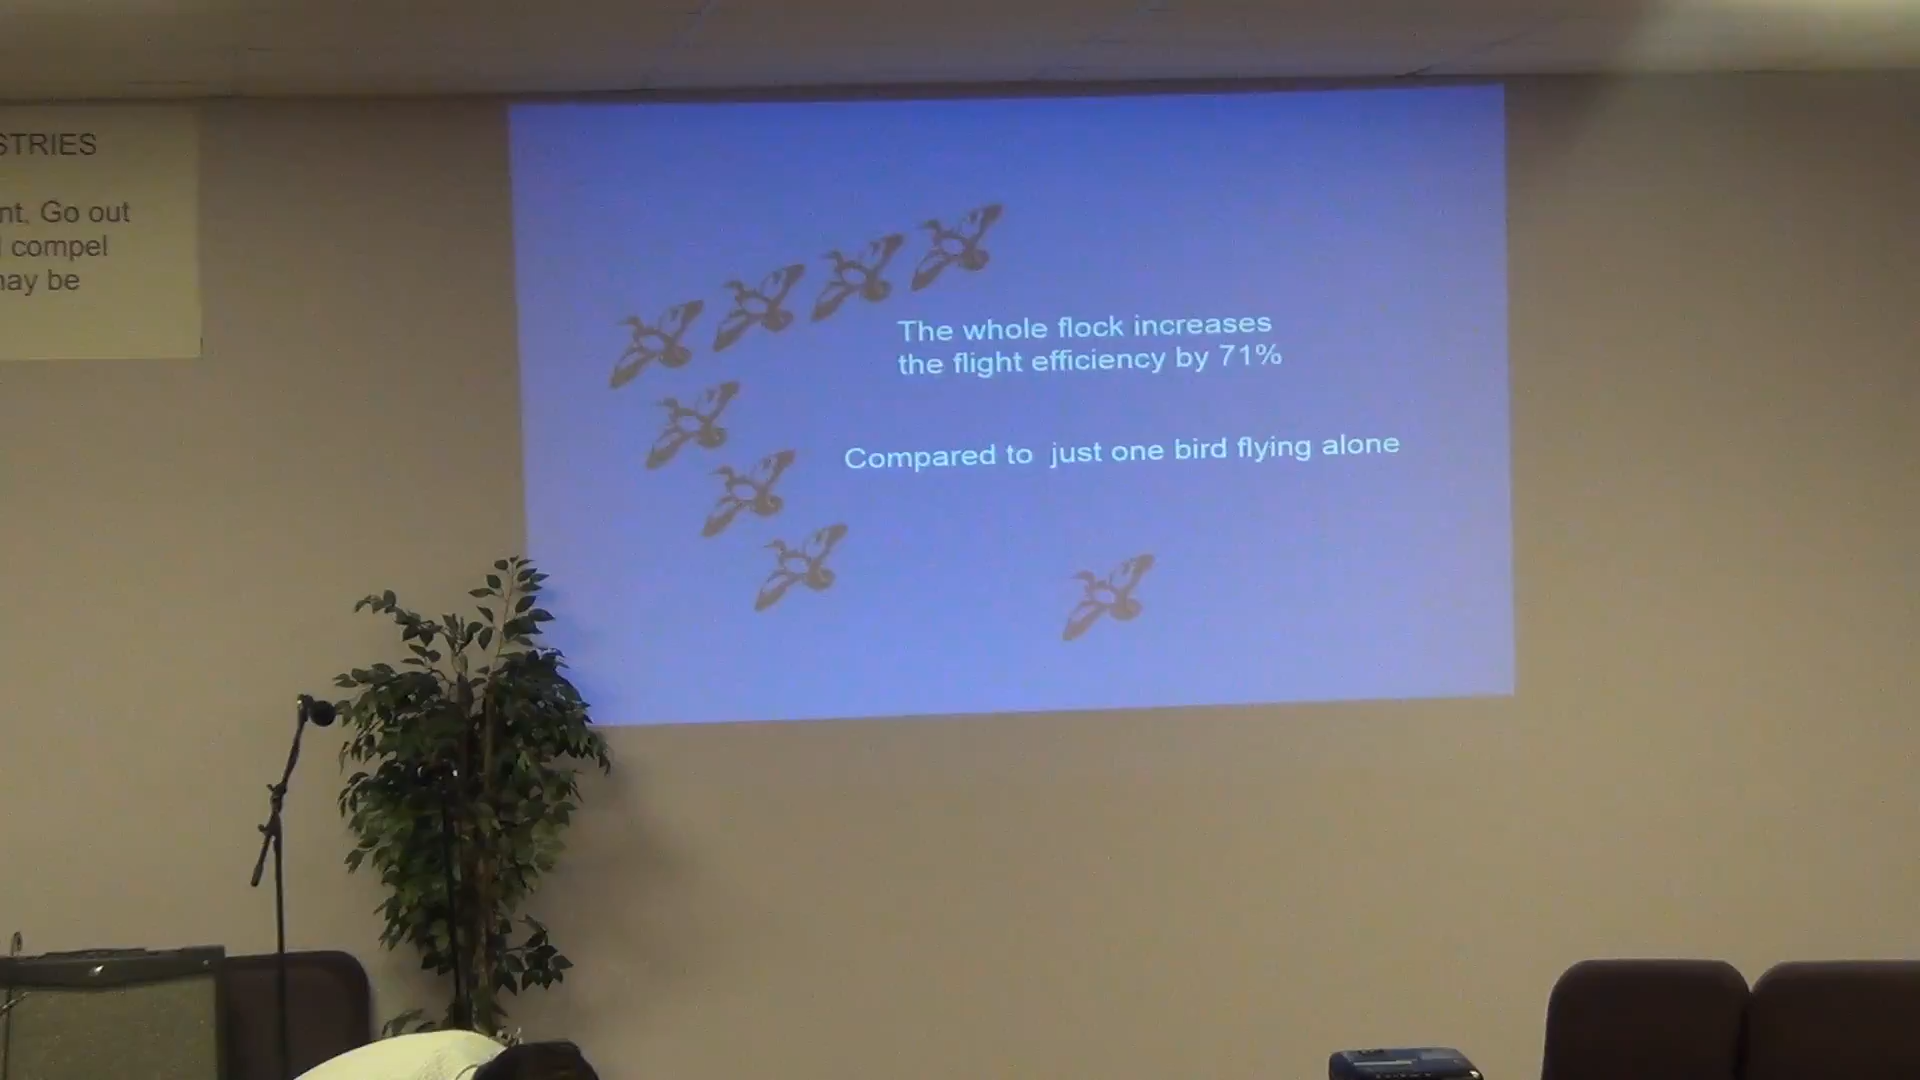 STRIES
nt. Go out
compel
may be
The whole flock increases
the flight efficiency by 71%
Compared to just one bird flying alone